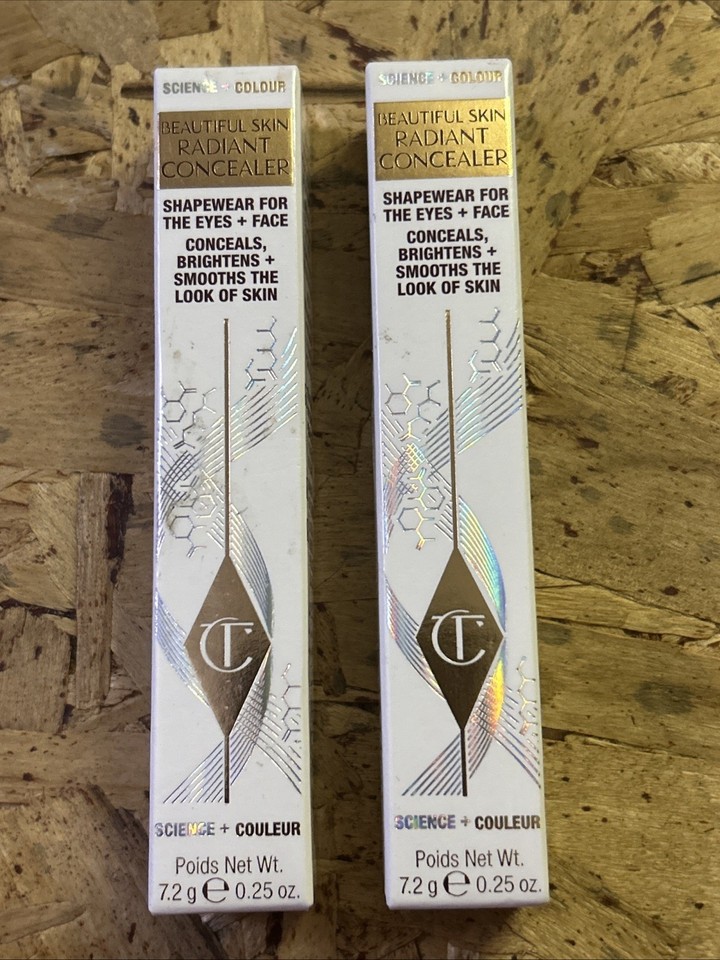 SCIENCE + COLOUR
BEAUTIFUL SKIN
RADIANT
CONCEALER
SHAPEWEAR FOR
THE EYES + FACE
CONCEALS,
BRIGHTENS +
SMOOTHS THE
LOOK OF SKIN
CT
SCIENCE + COULEUR
Poids Net Wt.
7.2 g e 0.25 oz.
SCIENCE + COLOUR
BEAUTIFUL SKIN
RADIANT
CONCEALER
SHAPEWEAR FOR
THE EYES + FACE
CONCEALS,
BRIGHTENS +
SMOOTHS THE
LOOK OF SKIN
CT
SCIENCE + COULEUR
Poids Net Wt.
7.2 g e 0.25 oz.